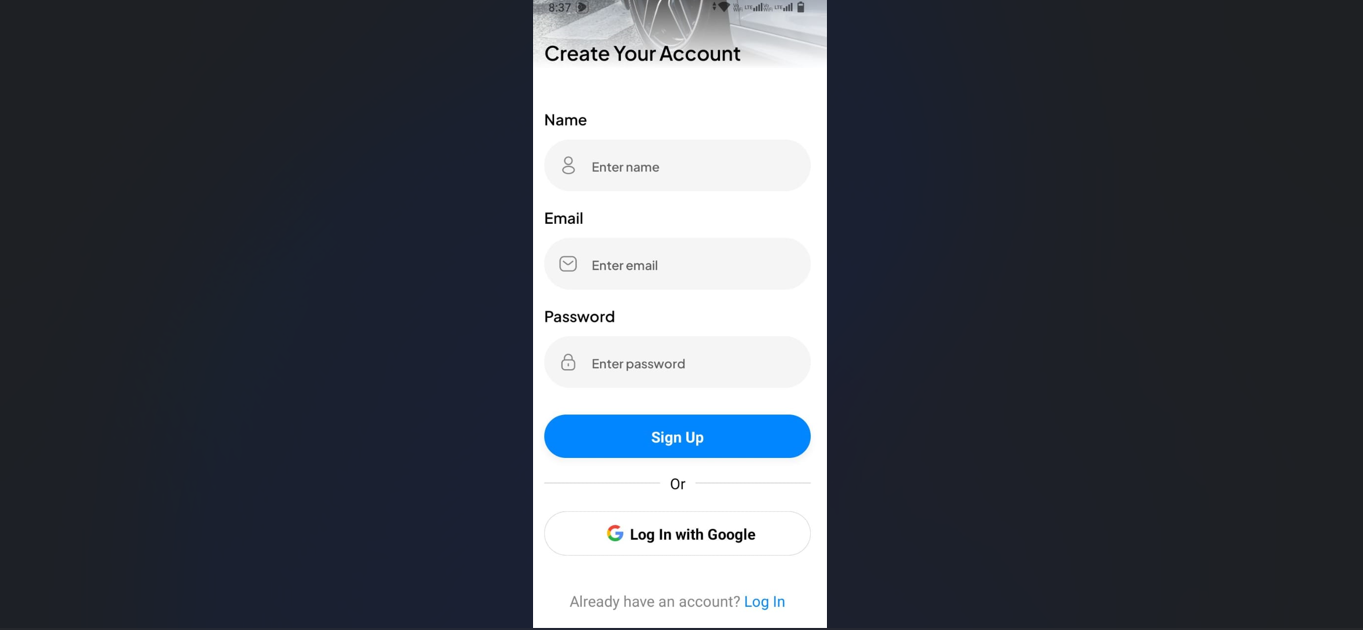 8:37
Create Your Account
Name
Enter name
Email
Enter email
Password
Enter password
Sign Up
Or
Log In with Google
Already have an account? Log In